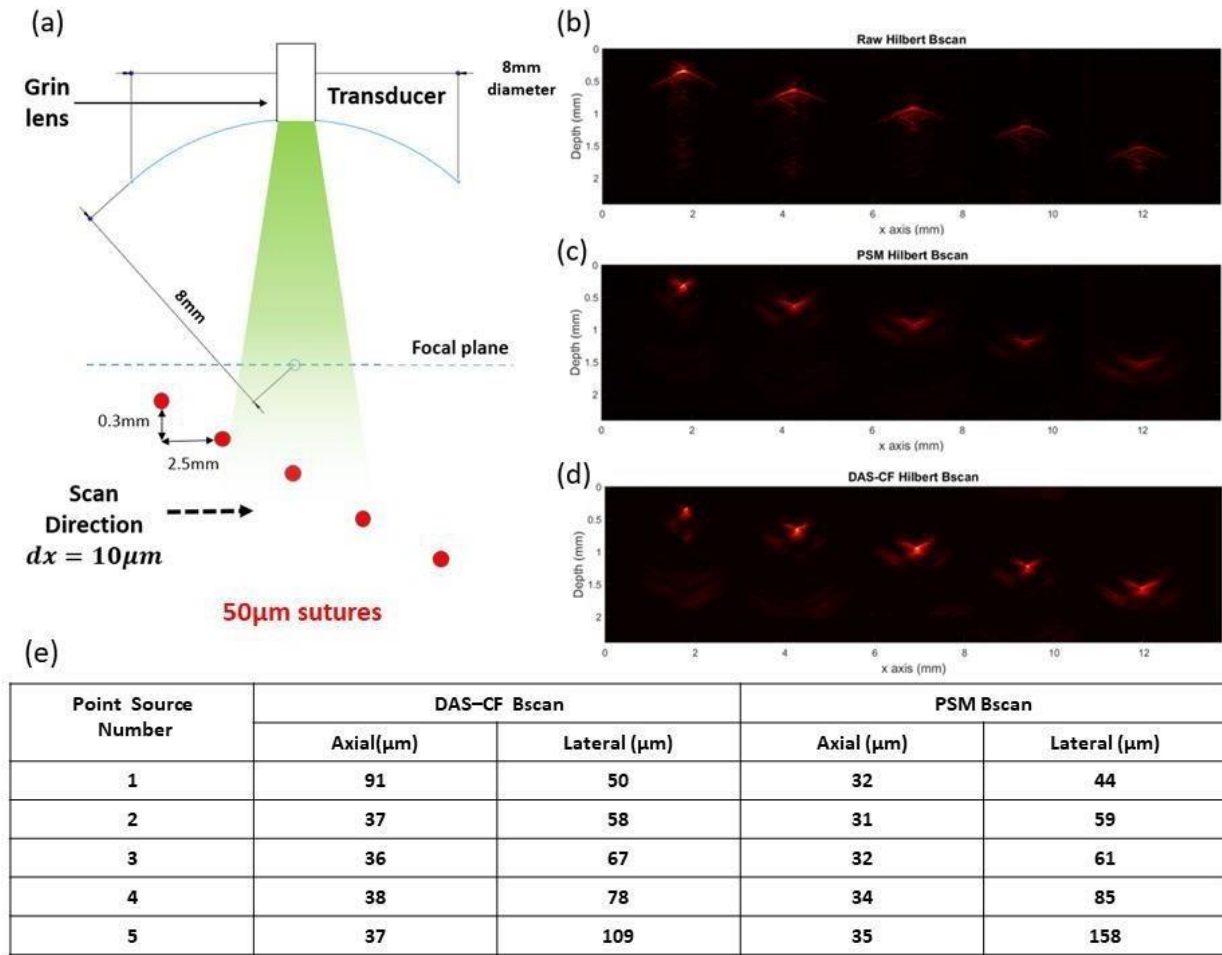 (a)
8mm
diameter
Grin
lens
Transducer
8mm
Focal plane
0.3mm
2.5mm
Scan
Direction
dx = 10μm
50μm sutures
(b)
Raw Hilbert Bscan
Depth (mm)
0
0.5
1
1.5
2
0 2 4 6 8 10 12
x axis (mm)
(c)
PSM Hilbert Bscan
Depth (mm)
0
0.5
1
1.5
2
0 2 4 6 8 10 12
x axis (mm)
(d)
DAS-CF Hilbert Bscan
Depth (mm)
0
0.5
1
1.5
2
0 2 4 6 8 10 12
x axis (mm)
(e)
Point Source Number DAS–CF Bscan PSM Bscan
Axial(μm) Lateral (μm) Axial (μm) Lateral (μm)
1 91 50 32 44
2 37 58 31 59
3 36 67 32 61
4 38 78 34 85
5 37 109 35 158